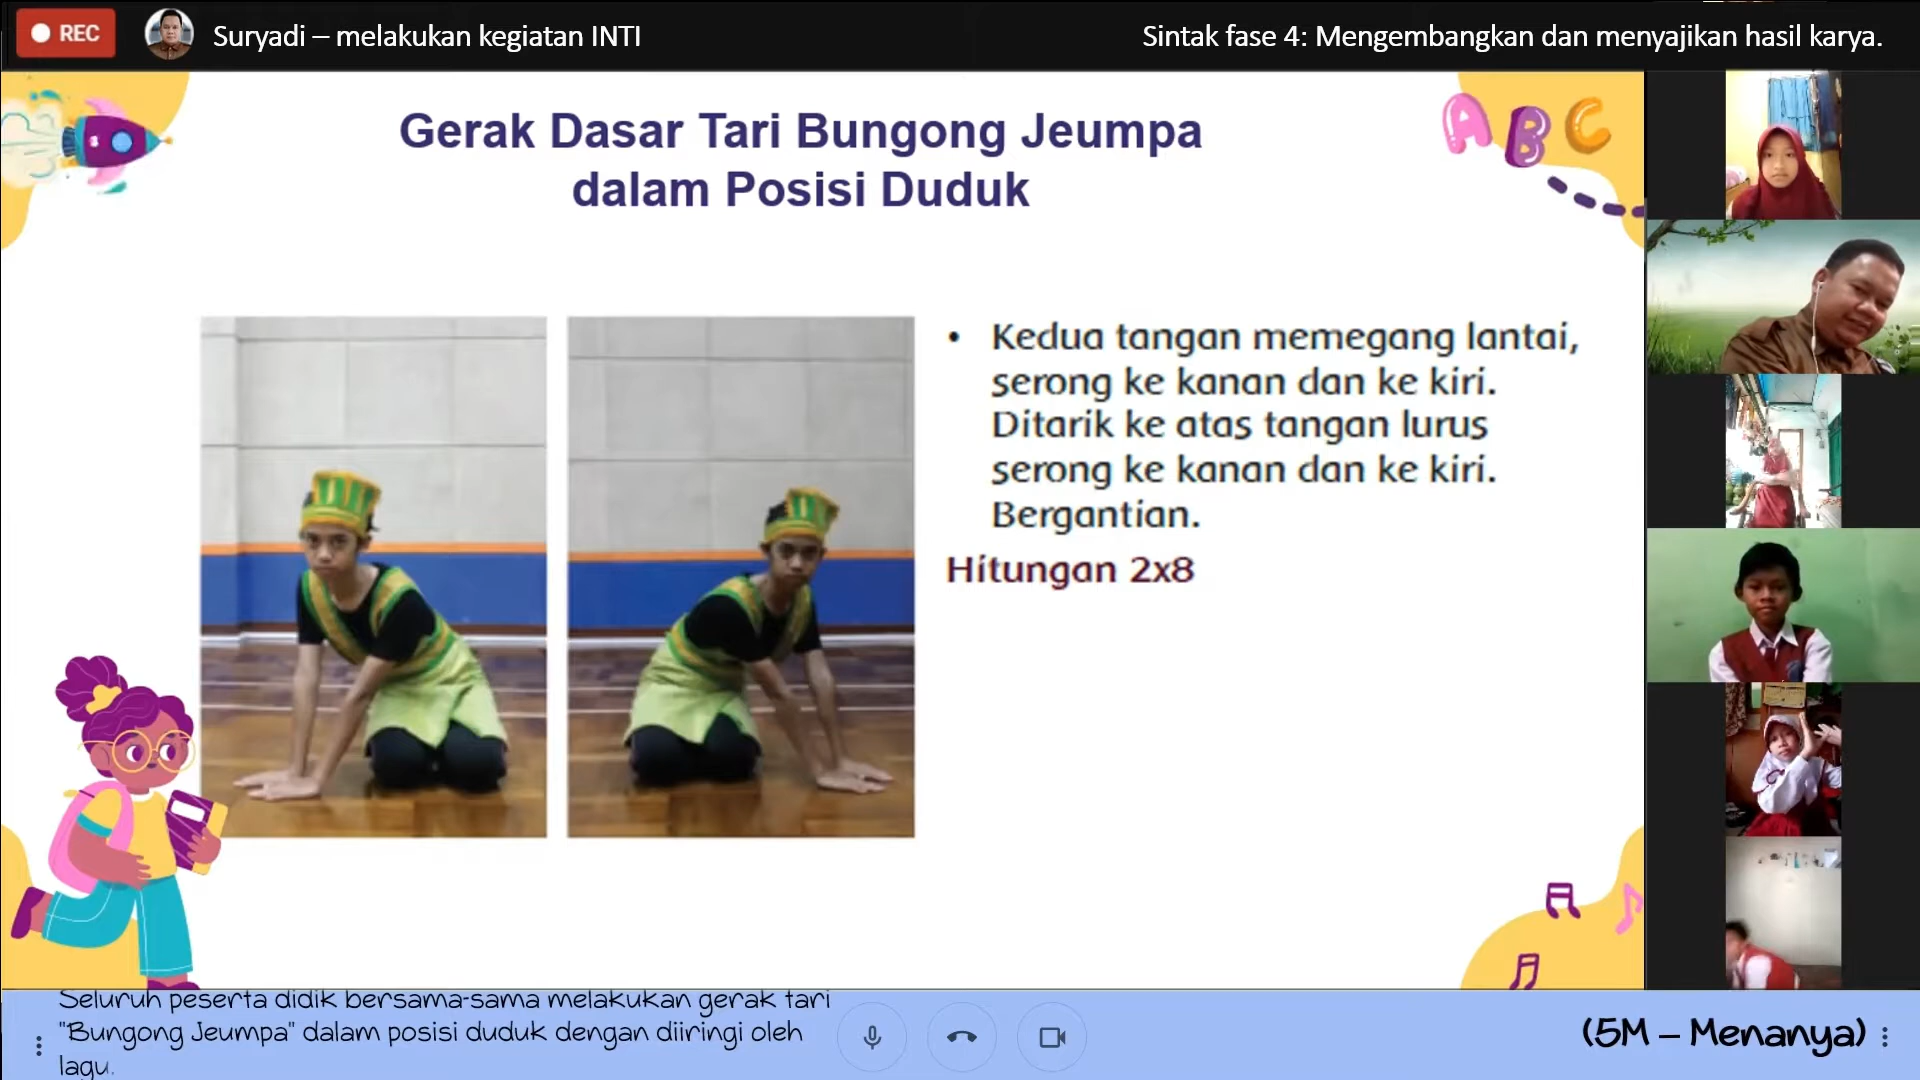 REC
Suryadi – melakukan kegiatan INTI
Sintak fase 4: Mengembangkan dan menyajikan hasil karya.
Gerak Dasar Tari Bungong Jeumpa
dalam Posisi Duduk
A B C
• Kedua tangan memegang lantai,
serong ke kanan dan ke kiri.
Ditarik ke atas tangan lurus
serong ke kanan dan ke kiri.
Bergantian.
Hitungan 2x8
Seluruh peserta didik bersama-sama melakukan gerak tari
"Bungong Jeumpa" dalam posisi duduk dengan diiringi oleh
lagu.
(5M – Menanya)